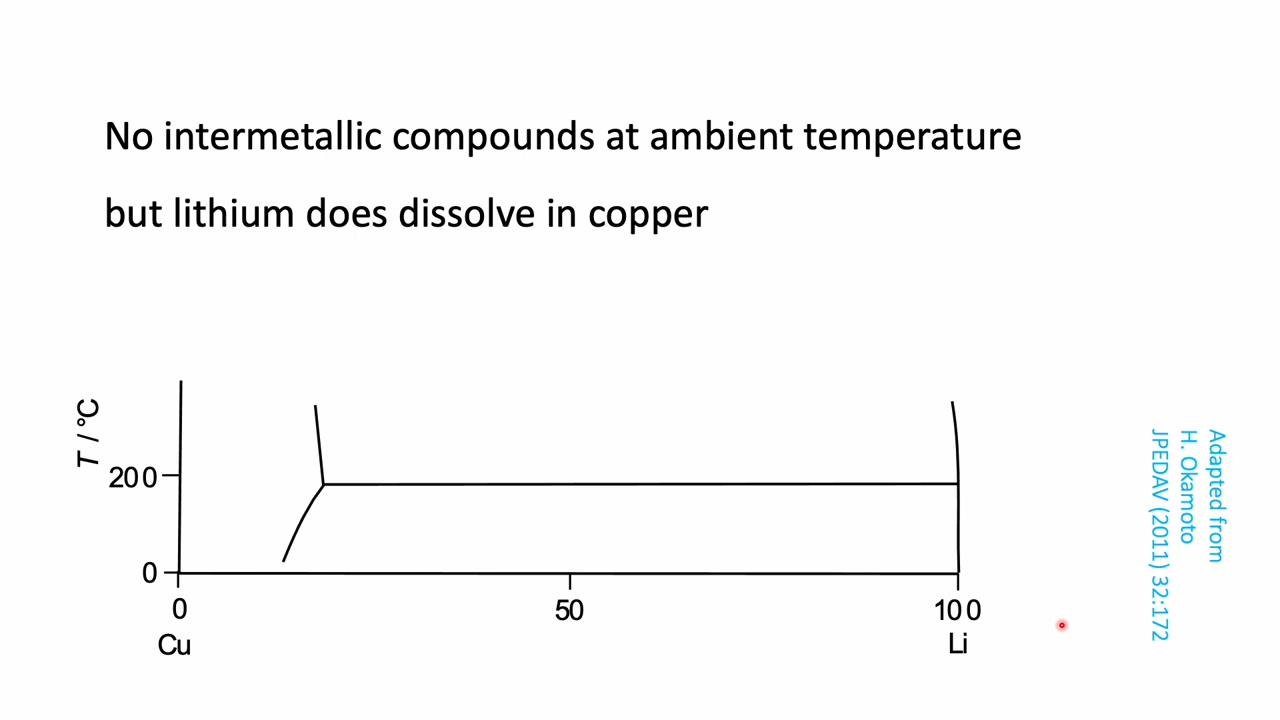 No intermetallic compounds at ambient temperature
but lithium does dissolve in copper
T / °C
200
0
0
50
100
Cu
Li
Adapted from
H. Okamoto
JPEDAV (2011) 32:172